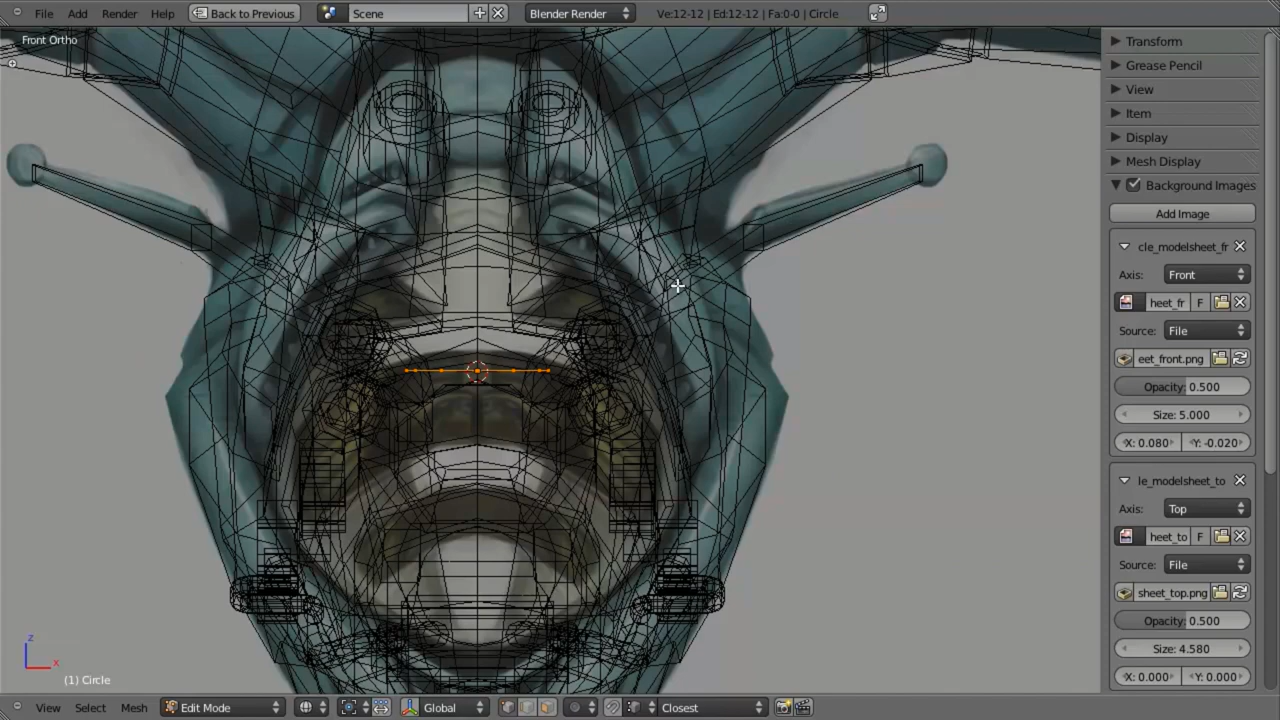 File Add Render Help Back to Previous Scene Blender Render Ve:12-12 | Ed:12-12 | Fa:0-0 | Circle
Front Ortho
Transform
Grease Pencil
View
Item
Display
Mesh Display
Background Images
Add Image
cle_modelsheet_fr
Axis: Front
heet_fr F
Source: File
eet_front.png
Opacity: 0.500
Size: 5.000
X: 0.080 Y: -0.020
le_modelsheet_to
Axis: Top
heet_to F
Source: File
sheet_top.png
Opacity: 0.500
Size: 4.580
X: 0.000 Y: 0.000
z
x
(1) Circle
View Select Mesh Edit Mode Global Closest